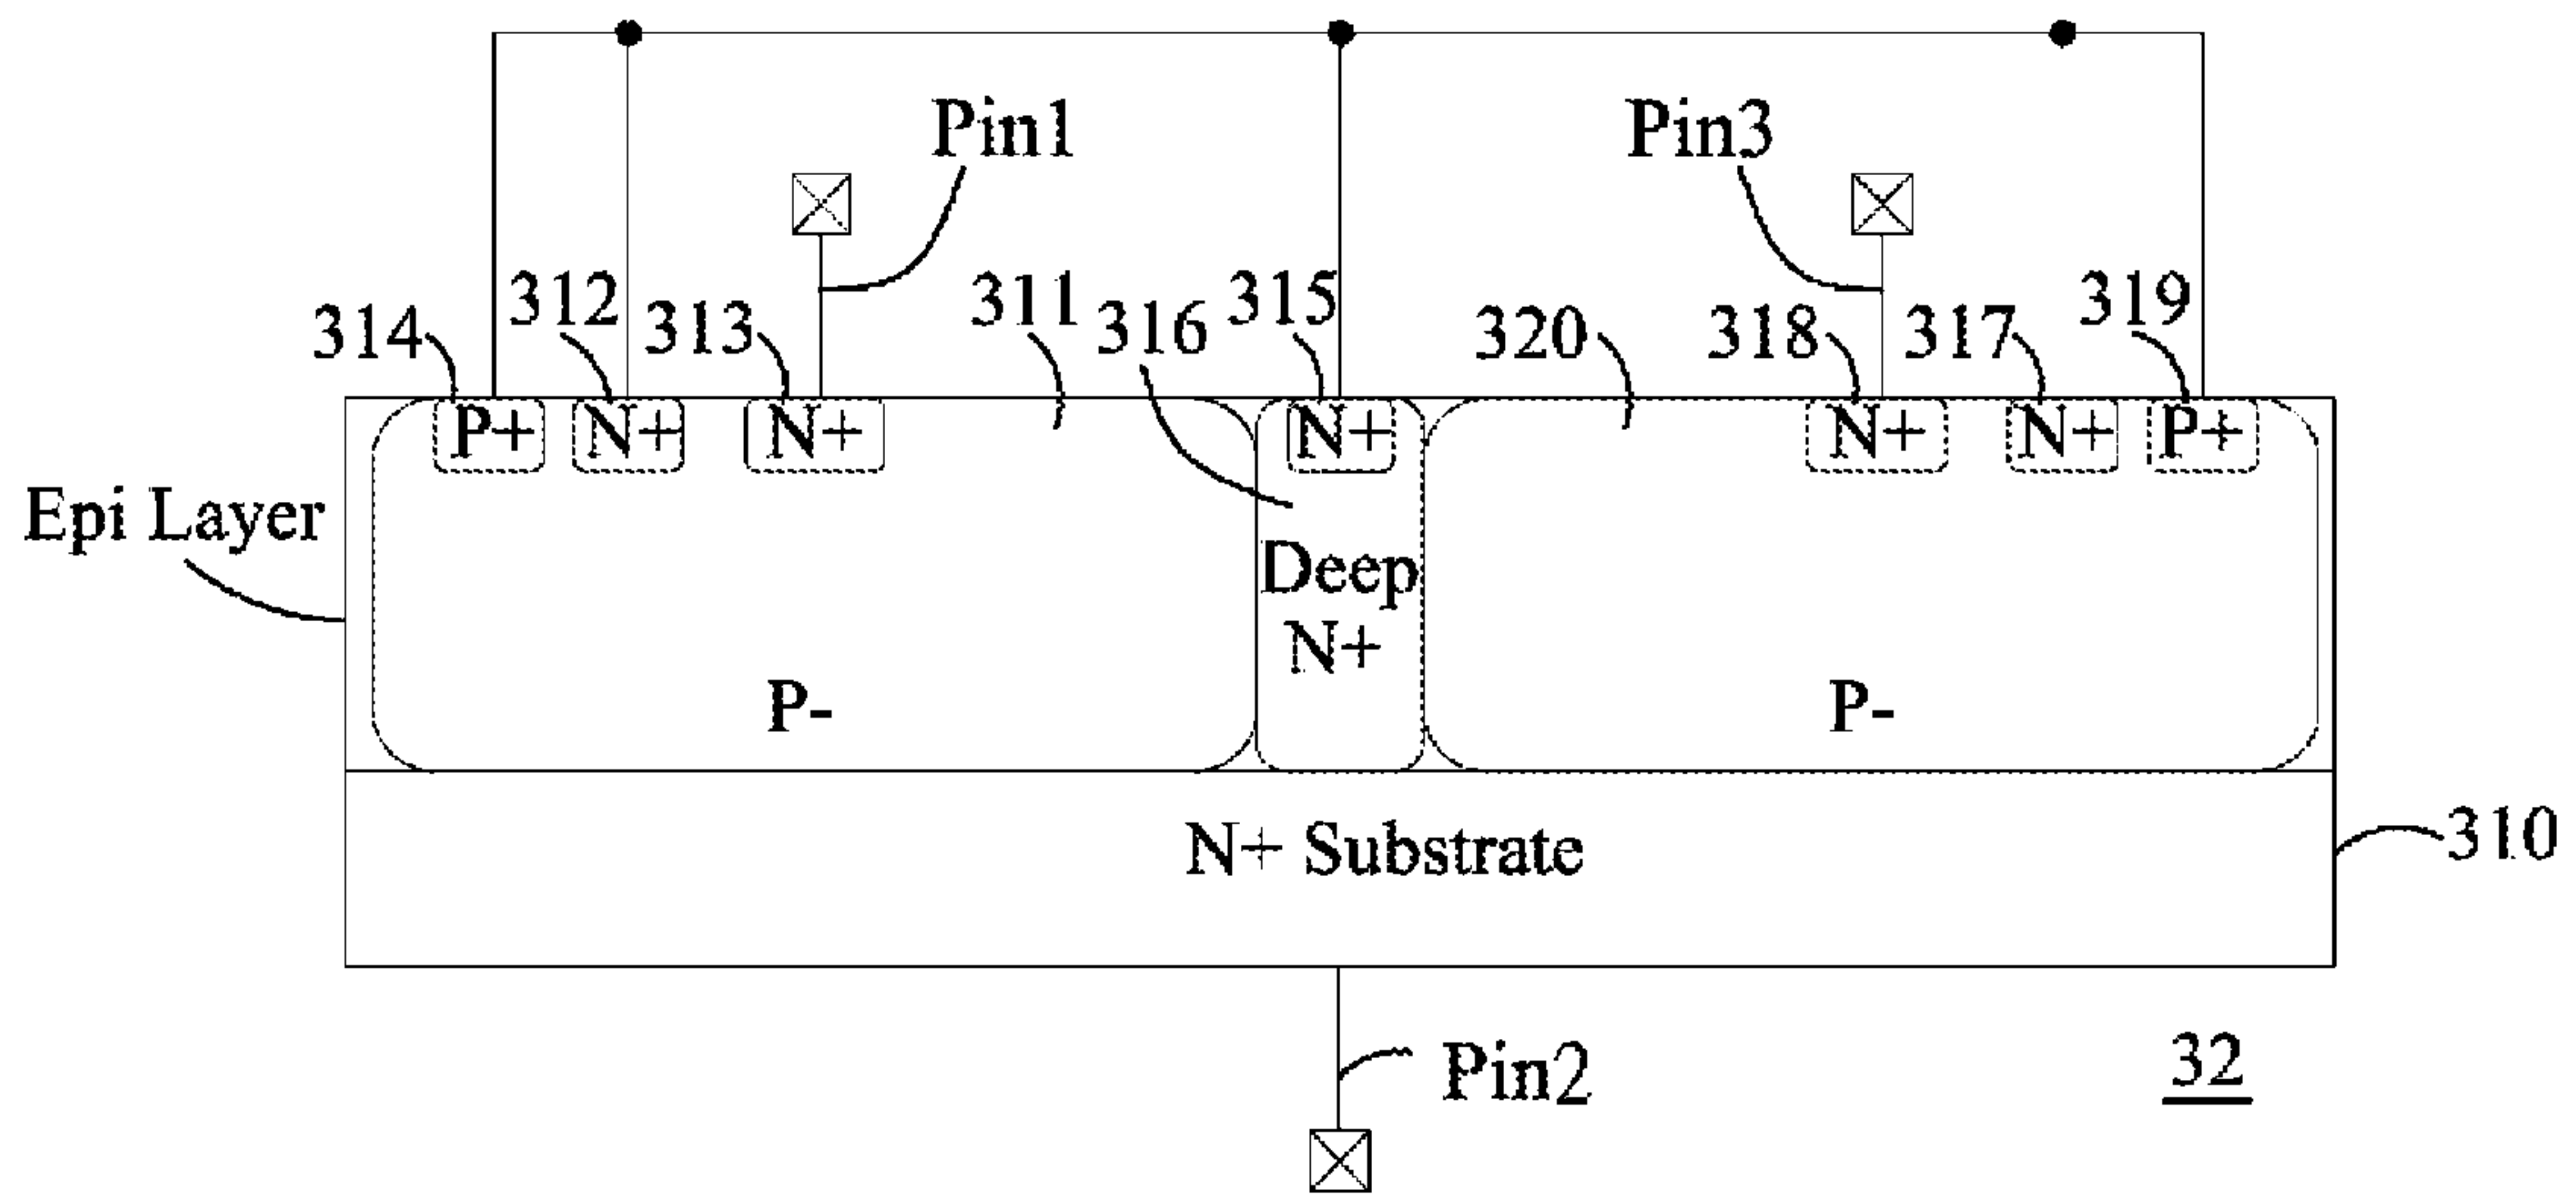 Pin1
Pin3
314
312
313
311
316
315
320
318
317
319
P+
N+
N+
N+
N+
N+
P+
Epi Layer
Deep
N+
P-
P-
N+ Substrate
310
Pin2
32